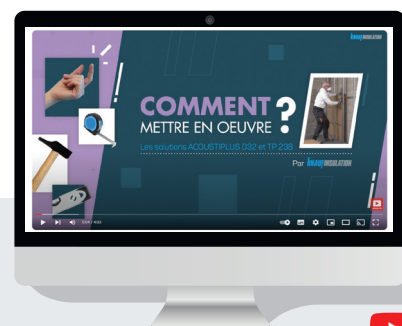 KNAUF INSULATION
COMMENT ?
METTRE EN OEUVRE
Les solutions ACOUSTIPLUS 032 et TP 238
Par KNAUF INSULATION